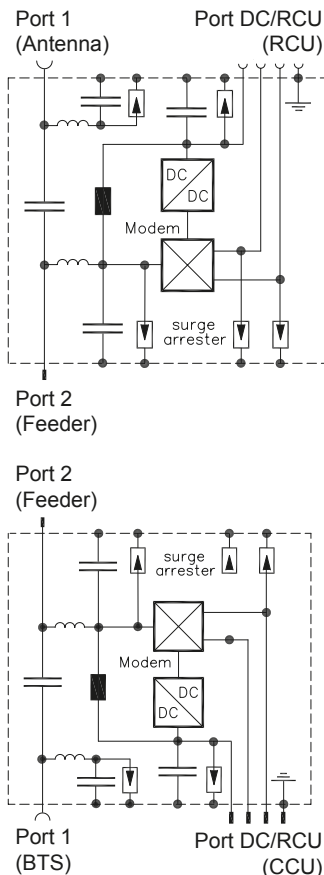 Port 1
(Antenna)
Port DC/RCU
(RCU)
DC
DC
Modem
surge
arrester
Port 2
(Feeder)
Port 2
(Feeder)
surge
arrester
Modem
DC
DC
Port 1
(BTS)
Port DC/RCU
(CCU)